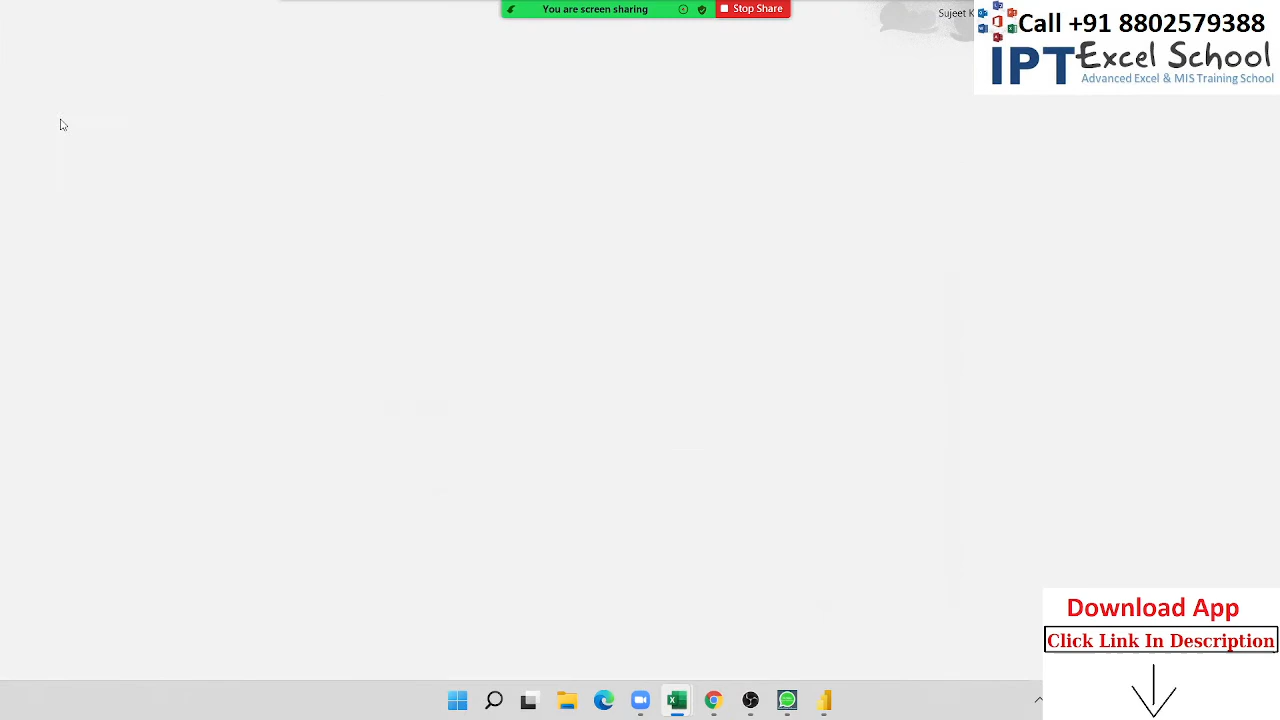 You are screen sharing
Stop Share
Sujeet K
Call +91 8802579388
IPT Excel School
Advanced Excel & MIS Training School
Download App
Click Link In Description